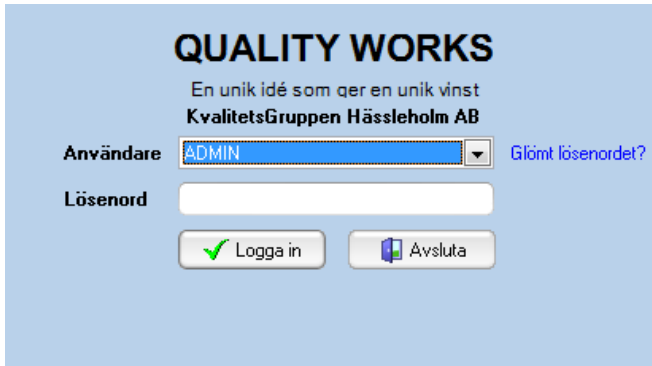 QUALITY WORKS
En unik idé som ger en unik vinst
KvalitetsGruppen Hässleholm AB
Användare ADMIN Glömt lösenordet?
Lösenord
Logga in Avsluta